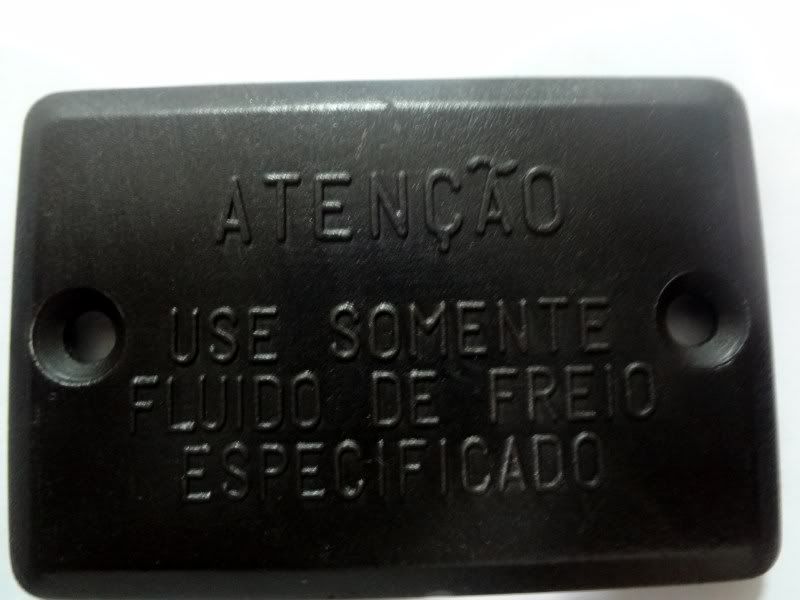 ATENÇÃO
USE SOMENTE
FLUIDO DE FREIO
ESPECIFICADO